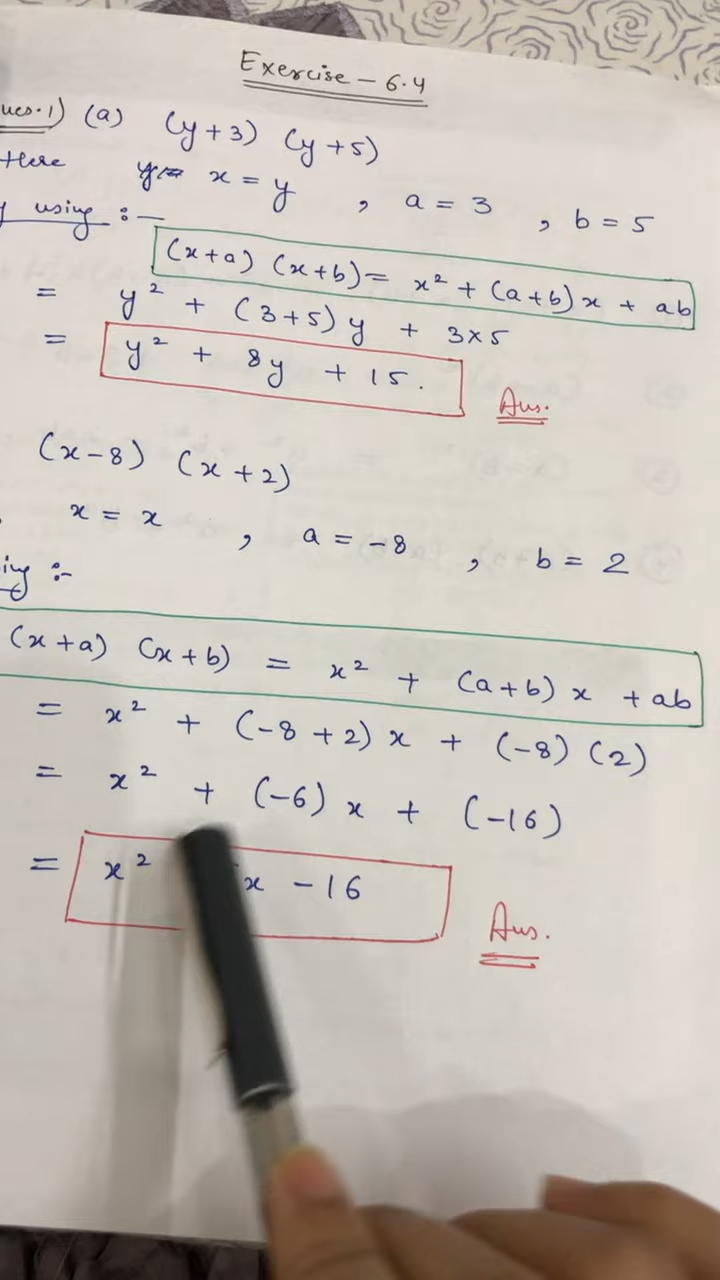 Exercise - 6.4
ues.1) (a) (y+3) (y+5)
Here x = y , a = 3 , b = 5
y using :-
(x+a) (x+b) = x² + (a+b) x + ab
= y² + (3+5) y + 3×5
= y² + 8y + 15. Ans.
(x-8) (x+2)
x = x , a = -8 , b = 2
ing :-
(x+a) (x+b) = x² + (a+b) x + ab
= x² + (-8+2) x + (-8) (2)
= x² + (-6) x + (-16)
= x² x - 16 Ans.